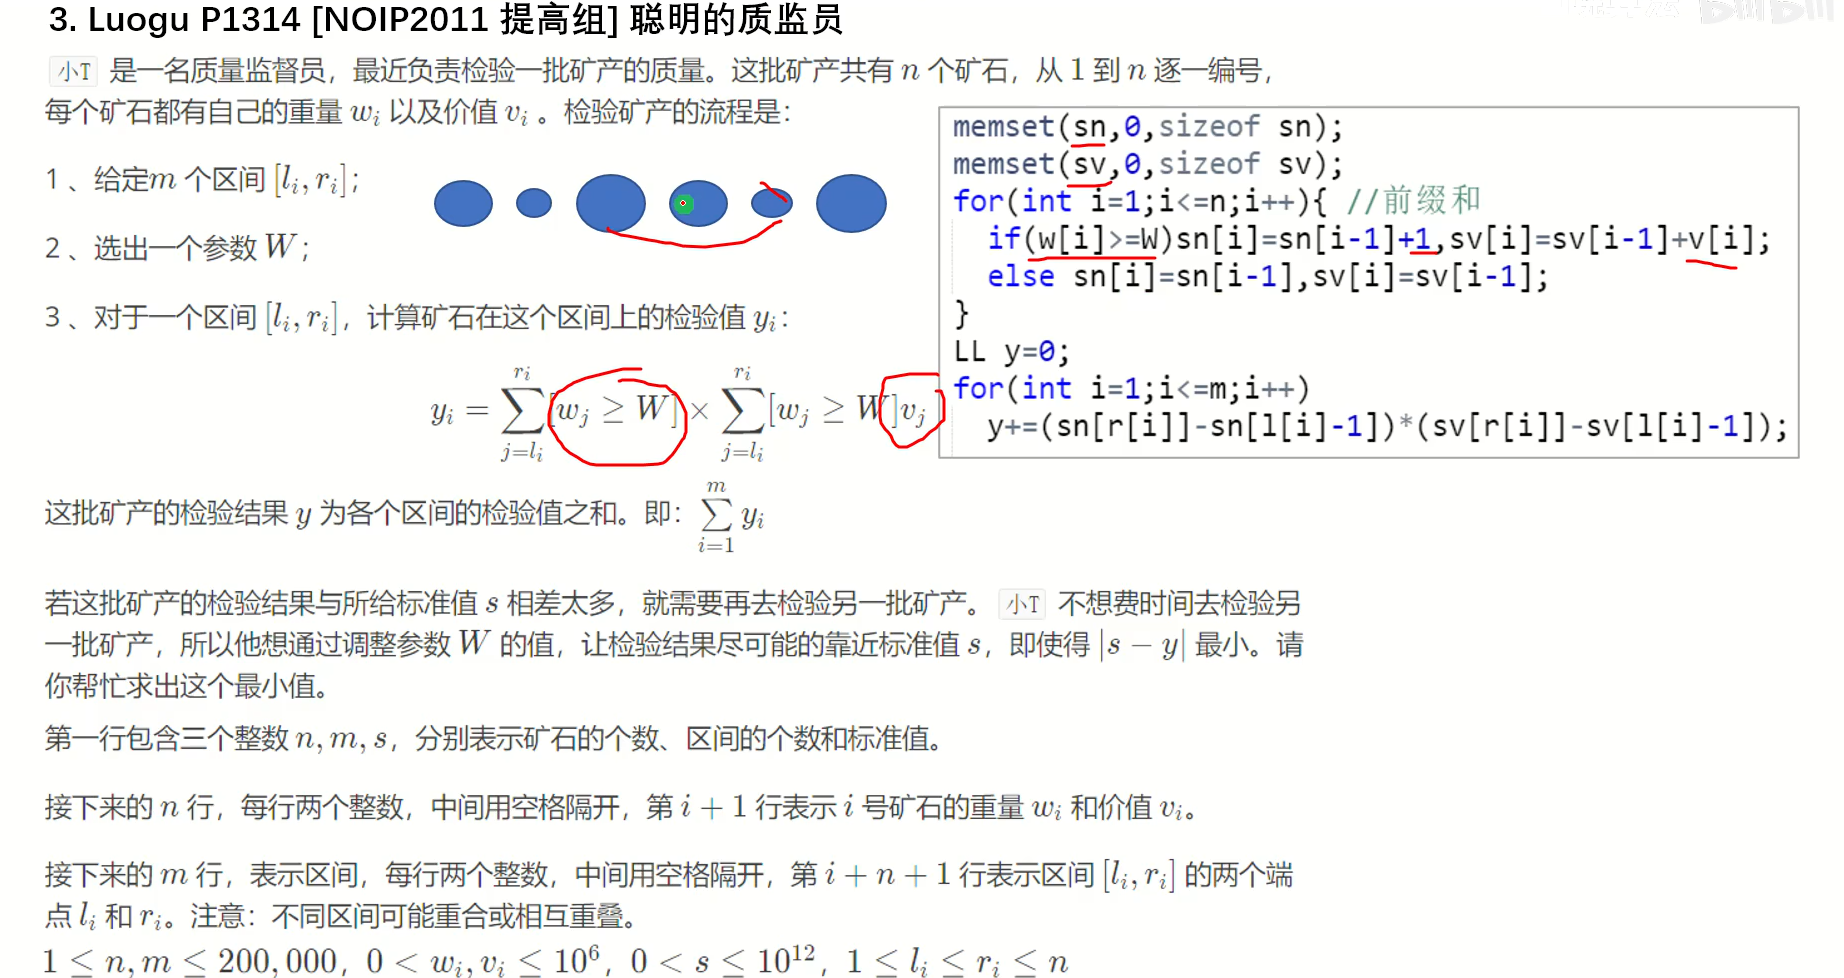 3. Luogu P1314 [NOIP2011 提高组] 聪明的质监员
小T 是一名质量监督员，最近负责检验一批矿产的质量。这批矿产共有 n 个矿石，从 1 到 n 逐一编号，
每个矿石都有自己的重量 w_i 以及价值 v_i 。检验矿产的流程是：
1 、给定m 个区间 [l_i, r_i]；
2 、选出一个参数 W；
3 、对于一个区间 [l_i, r_i]，计算矿石在这个区间上的检验值 y_i：
y_i = \sum_{j=l_i}^{r_i} [w_j ≥ W] × \sum_{j=l_i}^{r_i} [w_j ≥ W]v_j
这批矿产的检验结果 y 为各个区间的检验值之和。即：\sum_{i=1}^{m} y_i
若这批矿产的检验结果与所给标准值 s 相差太多，就需要再去检验另一批矿产。 小T 不想费时间去检验另
一批矿产，所以他想通过调整参数 W 的值，让检验结果尽可能的靠近标准值 s，即使得 |s − y| 最小。请
你帮忙求出这个最小值。
第一行包含三个整数 n, m, s，分别表示矿石的个数、区间的个数和标准值。
接下来的 n 行，每行两个整数，中间用空格隔开，第 i + 1 行表示 i 号矿石的重量 w_i 和价值 v_i。
接下来的 m 行，表示区间，每行两个整数，中间用空格隔开，第 i + n + 1 行表示区间 [l_i, r_i] 的两个端
点 l_i 和 r_i。注意：不同区间可能重合或相互重叠。
1 ≤ n, m ≤ 200,000，0 < w_i, v_i ≤ 10^6，0 < s ≤ 10^{12}，1 ≤ l_i ≤ r_i ≤ n
memset(sn,0,sizeof sn);
memset(sv,0,sizeof sv);
for(int i=1;i<=n;i++){ //前缀和
if(w[i]>=W)sn[i]=sn[i-1]+1,sv[i]=sv[i-1]+v[i];
else sn[i]=sn[i-1],sv[i]=sv[i-1];
}
LL y=0;
for(int i=1;i<=m;i++)
y+=(sn[r[i]]-sn[l[i]-1])*(sv[r[i]]-sv[l[i]-1]);